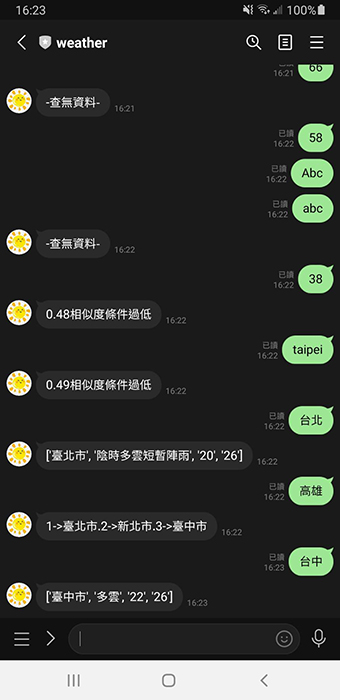 16:23
100%
weather
已讀
16:21
66
-查無資料-
16:21
已讀
16:22
58
已讀
16:22
Abc
已讀
16:22
abc
-查無資料-
16:22
已讀
16:22
38
0.48相似度條件過低
16:22
已讀
16:22
taipei
0.49相似度條件過低
16:22
已讀
16:22
台北
['臺北市', '陰時多雲短暫陣雨', '20', '26']
16:22
已讀
16:22
高雄
1->臺北市.2->新北市.3->臺中市
16:22
已讀
16:23
台中
['臺中市', '多雲', '22', '26']
16:23